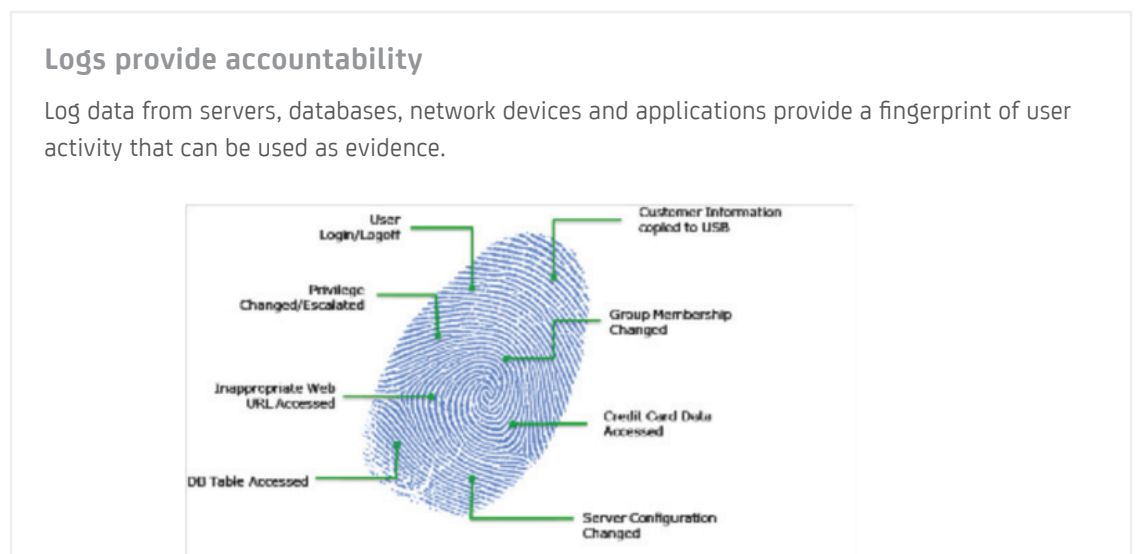 Logs provide accountability
Log data from servers, databases, network devices and applications provide a fingerprint of user
activity that can be used as evidence.
User
Login/Logoff
Customer Information
copied to USB
Privilege
Changed/Escalated
Group Membership
Changed
Inappropriate Web
URL Accessed
Credit Card Data
Accessed
DB Table Accessed
Server Configuration
Changed